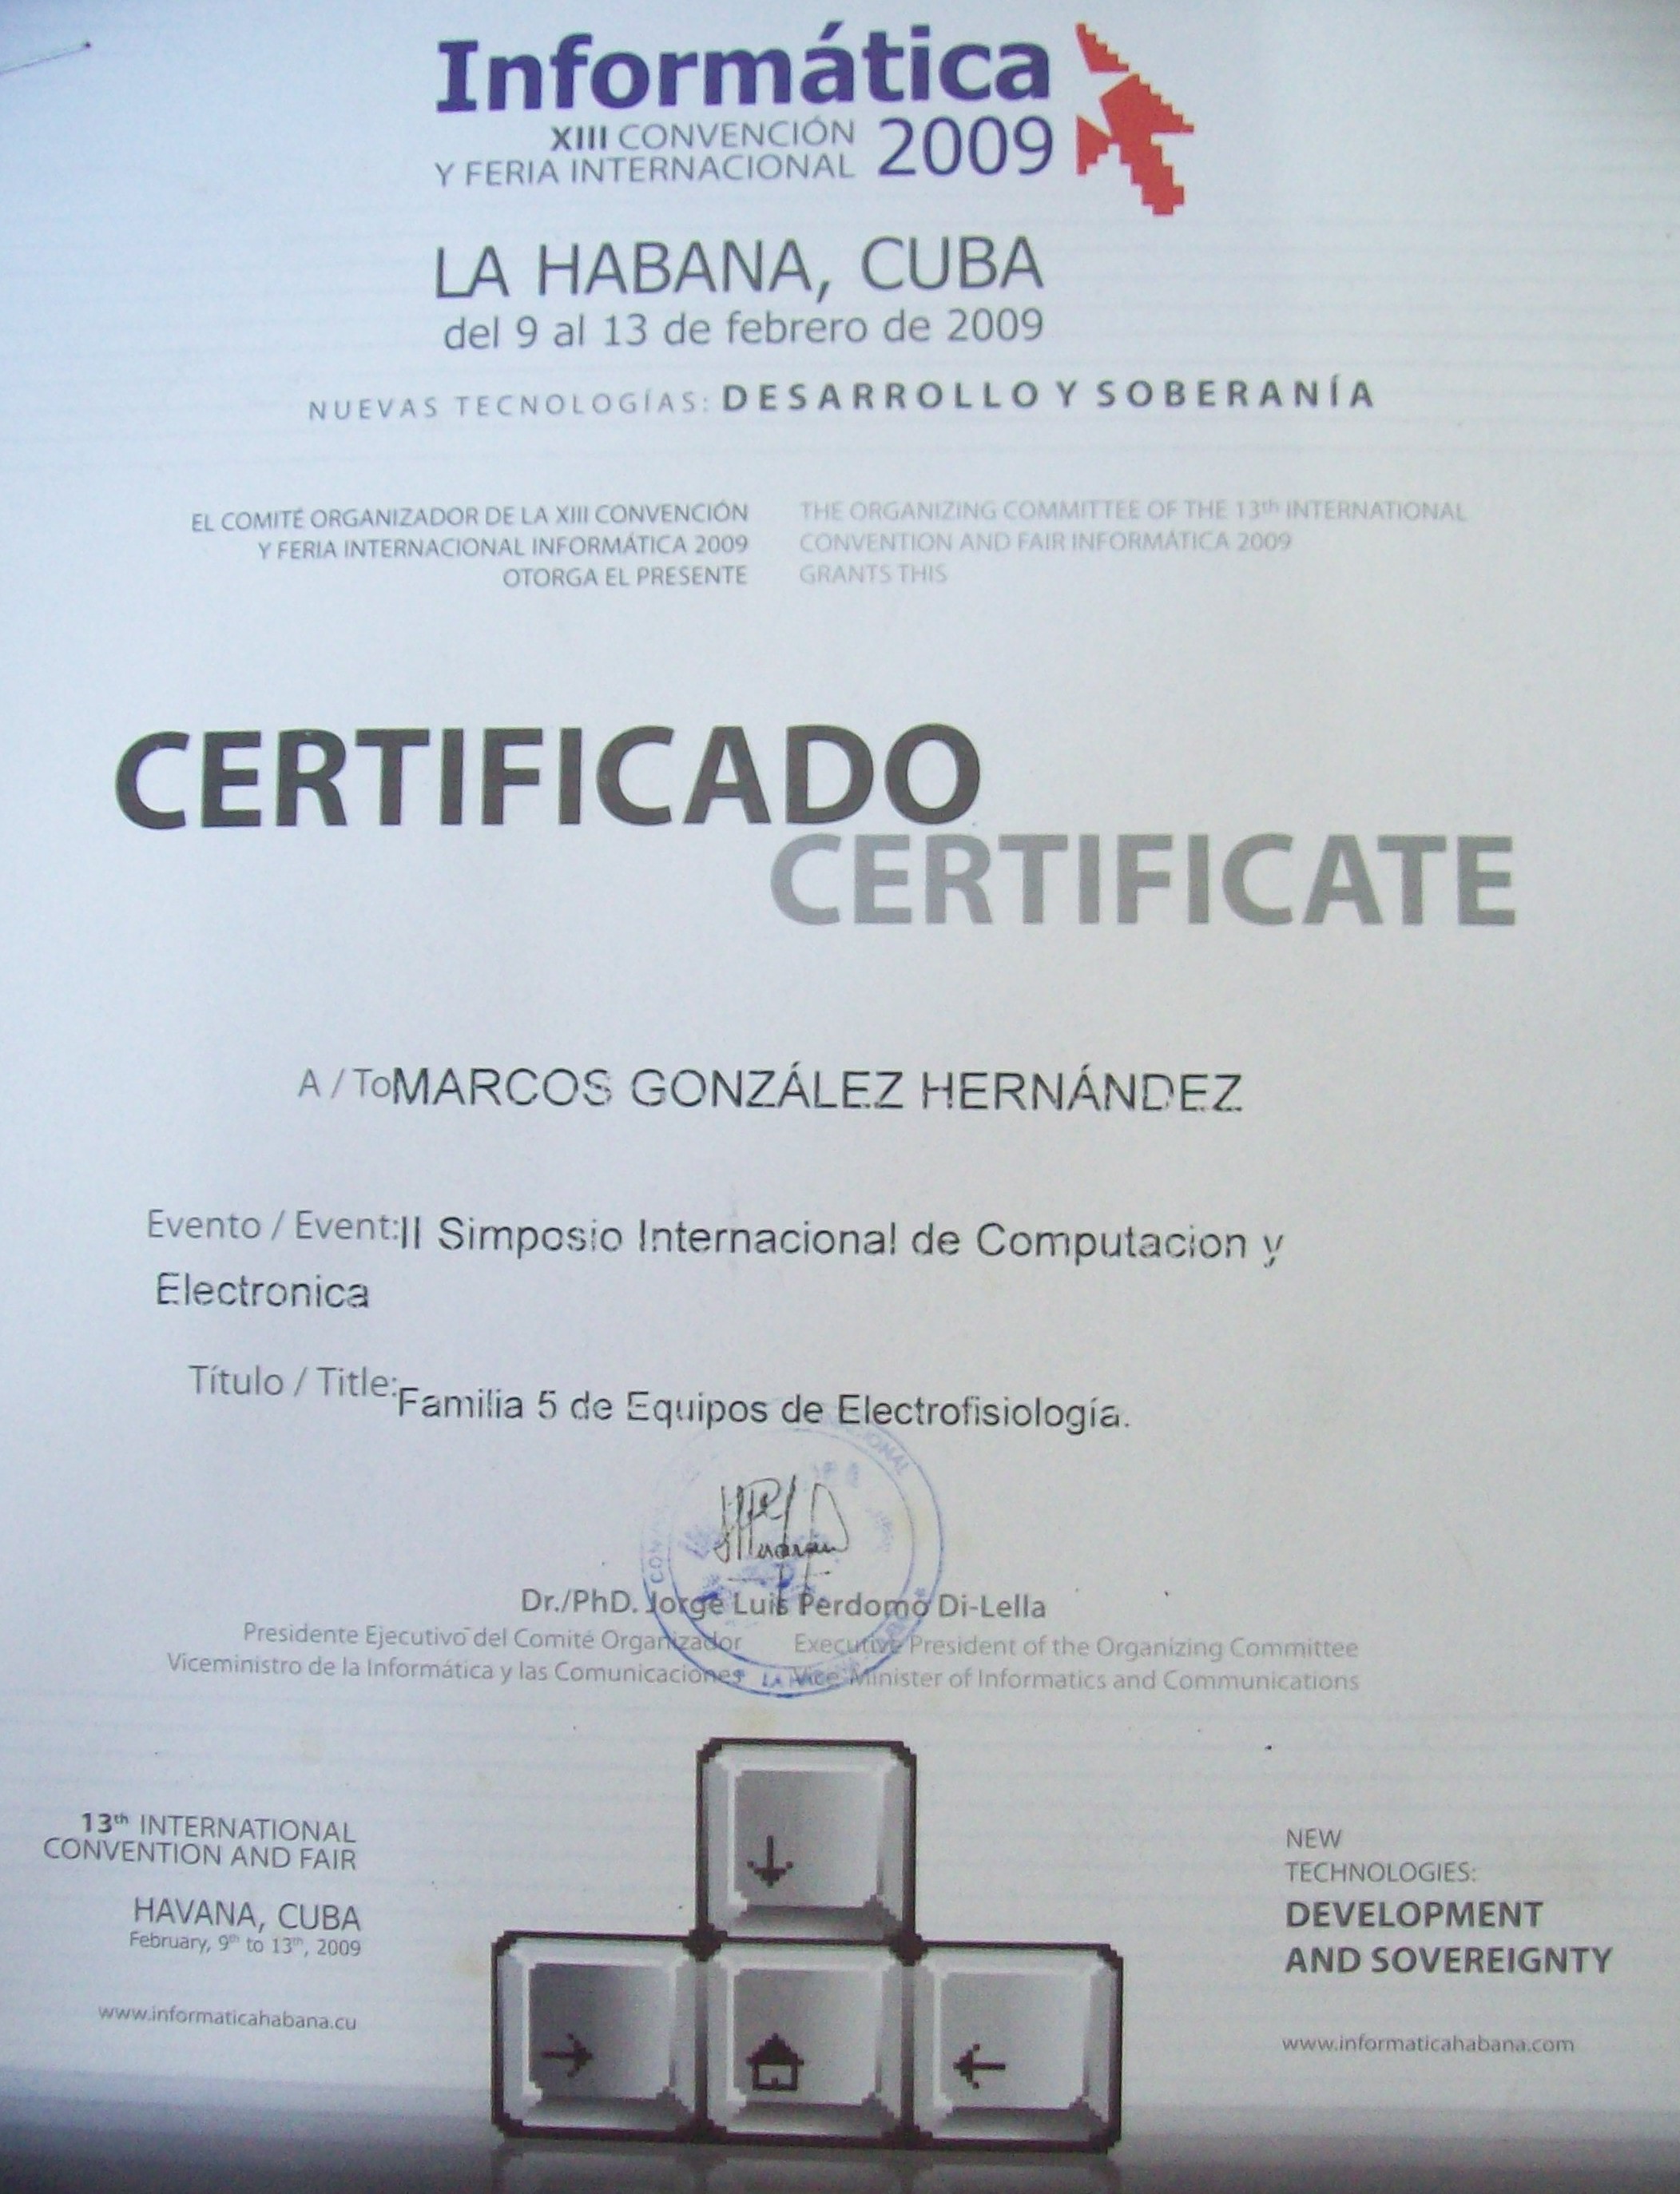 Informática
XIII CONVENCIÓN
Y FERIA INTERNACIONAL 2009
LA HABANA, CUBA
del 9 al 13 de febrero de 2009
NUEVAS TECNOLOGÍAS: DESARROLLO Y SOBERANÍA
EL COMITÉ ORGANIZADOR DE LA XIII CONVENCIÓN
Y FERIA INTERNACIONAL INFORMÁTICA 2009
OTORGA EL PRESENTE
THE ORGANIZING COMMITTEE OF THE 13th INTERNATIONAL
CONVENTION AND FAIR INFORMÁTICA 2009
GRANTS THIS
CERTIFICADO
CERTIFICATE
A / To MARCOS GONZÁLEZ HERNÁNDEZ
Evento / Event: II Simposio Internacional de Computacion y
Electronica
Título / Title: Familia 5 de Equipos de Electrofisiología.
Dr./PhD. Jorge Luis Perdomo Di-Lella
Presidente Ejecutivo del Comité Organizador
Viceministro de la Informática y las Comunicaciones
Executive President of the Organizing Committee
Vice Minister of Informatics and Communications
13th INTERNATIONAL
CONVENTION AND FAIR
HAVANA, CUBA
February, 9th to 13th, 2009
www.informaticahabana.cu
NEW
TECHNOLOGIES:
DEVELOPMENT
AND SOVEREIGNTY
www.informaticahabana.com